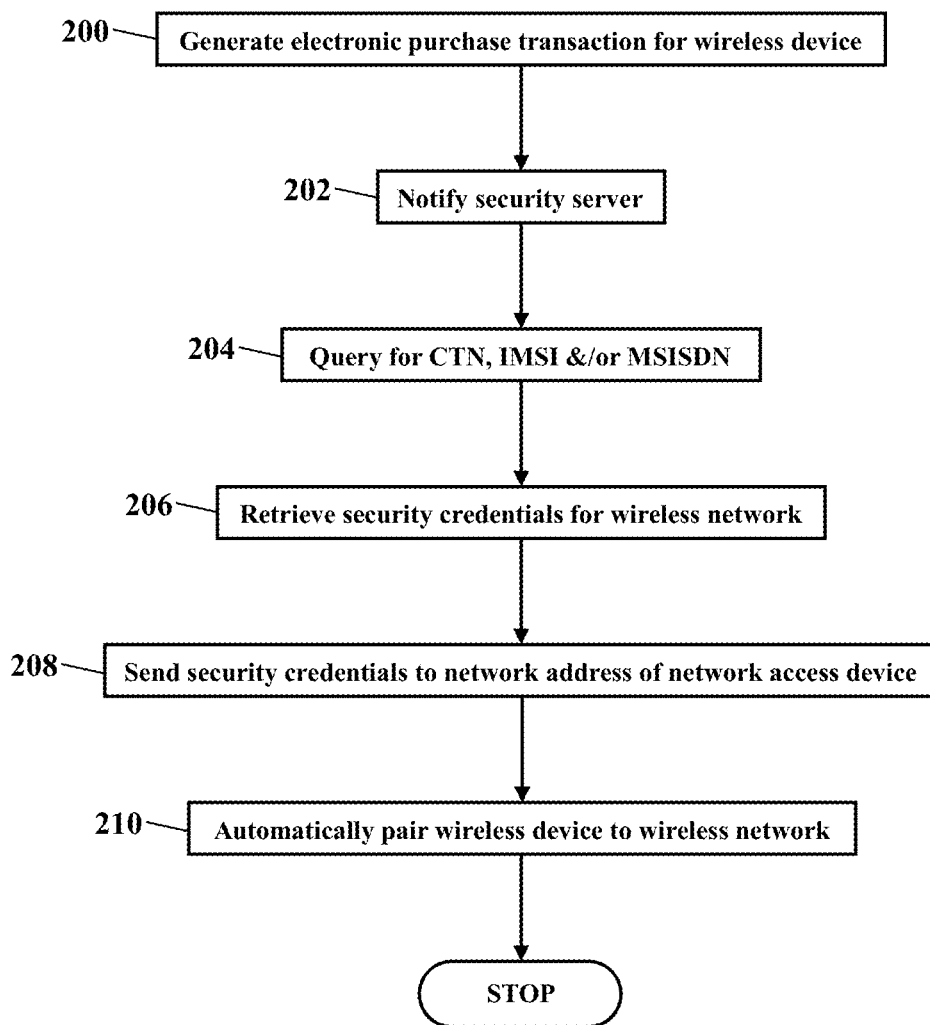 200
Generate electronic purchase transaction for wireless device
202
Notify security server
204
Query for CTN, IMSI &/or MSISDN
206
Retrieve security credentials for wireless network
208
Send security credentials to network address of network access device
210
Automatically pair wireless device to wireless network
STOP